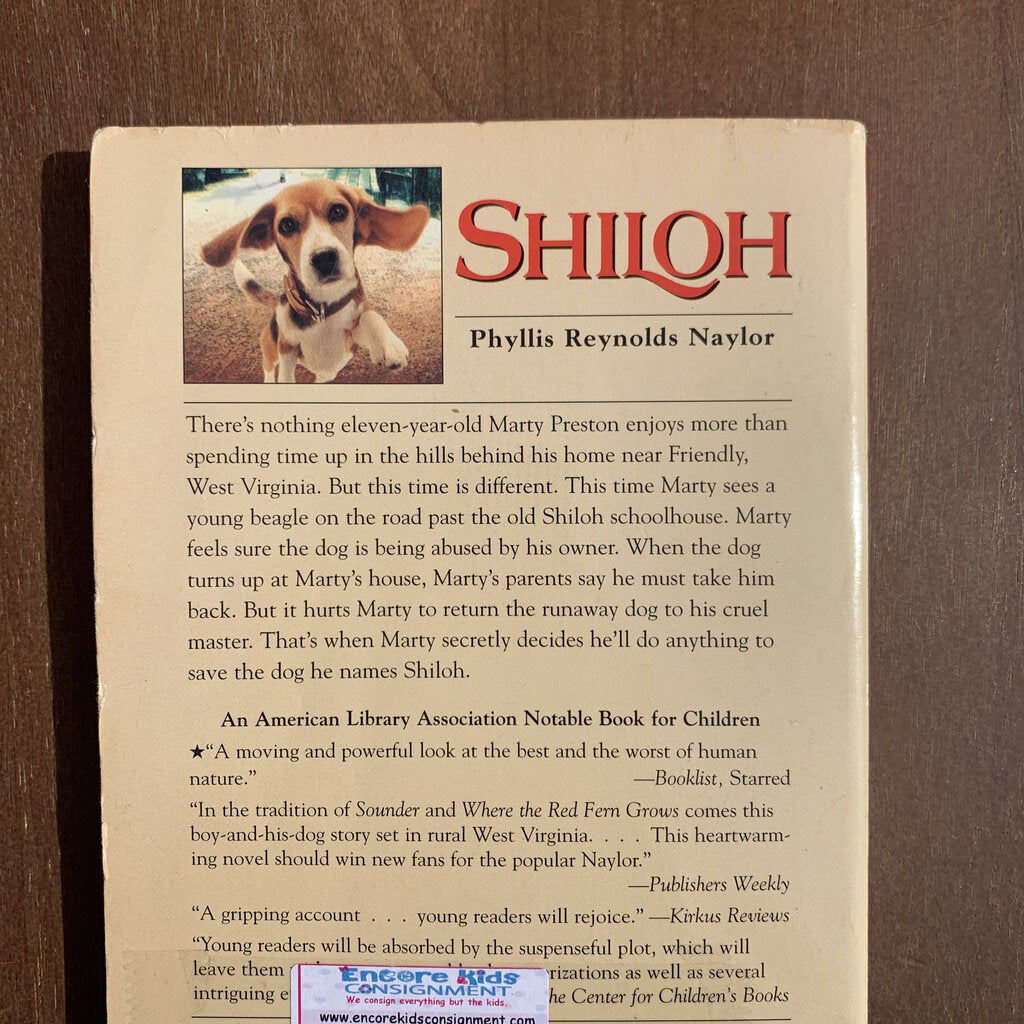 SHILOH
Phyllis Reynolds Naylor
There's nothing eleven-year-old Marty Preston enjoys more than
spending time up in the hills behind his home near Friendly,
West Virginia. But this time is different. This time Marty sees a
young beagle on the road past the old Shiloh schoolhouse. Marty
feels sure the dog is being abused by his owner. When the dog
turns up at Marty's house, Marty's parents say he must take him
back. But it hurts Marty to return the runaway dog to his cruel
master. That's when Marty secretly decides he'll do anything to
save the dog he names Shiloh.
An American Library Association Notable Book for Children
★“A moving and powerful look at the best and the worst of human
nature.” —Booklist, Starred
“In the tradition of Sounder and Where the Red Fern Grows comes this
boy-and-his-dog story set in rural West Virginia. . . . This heartwarm-
ing novel should win new fans for the popular Naylor.”
—Publishers Weekly
“A gripping account . . . young readers will rejoice.” —Kirkus Reviews
“Young readers will be absorbed by the suspenseful plot, which will
leave them as well as several
intriguing Center for Children's Books
Encore Kids
CONSIGNMENT
We consign everything but the kids.
www.encorekidsconsignment.com